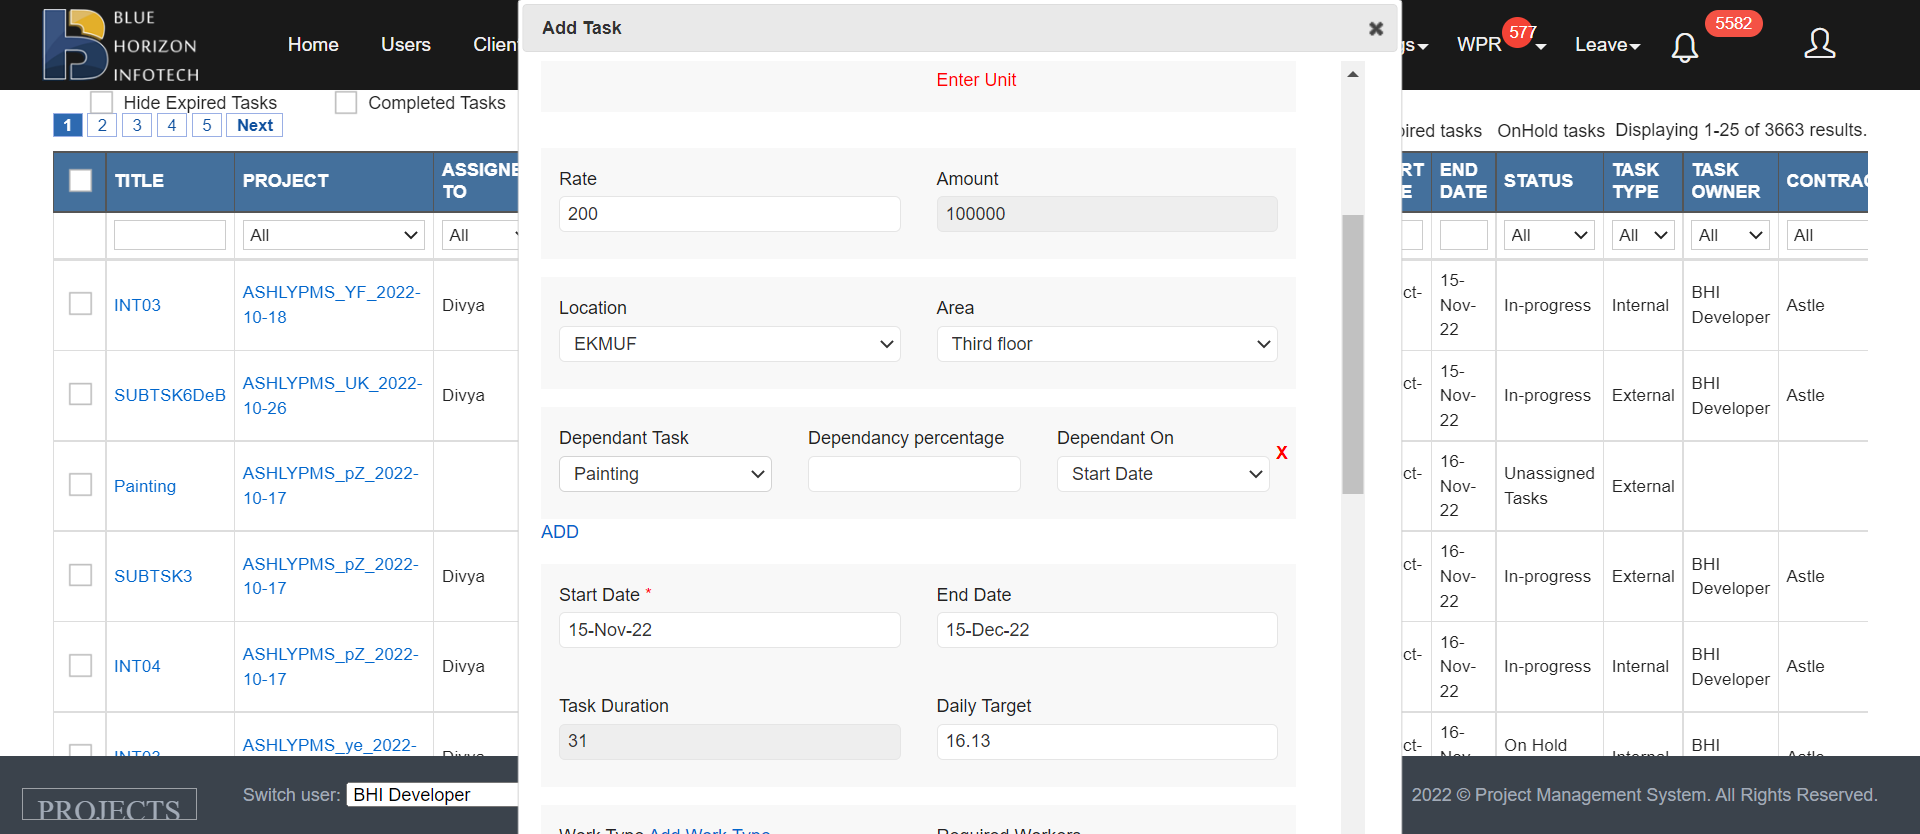 BLUE
HORIZON
INFOTECH
Home Users Clien
Add Task
✖
gs WPR 577 Leave 5582
Hide Expired Tasks Completed Tasks
1 2 3 4 5 Next
pired tasks OnHold tasks Displaying 1-25 of 3663 results.
TITLE PROJECT ASSIGNE
TO
RT
E
END
DATE
STATUS
TASK
TYPE
TASK
OWNER
CONTRAC
All All
All All All All
INT03 ASHLYPMS_YF_2022-
10-18
Divya
ct-
15-
Nov-
22
In-progress Internal
BHI
Developer
Astle
SUBTSK6DeB ASHLYPMS_UK_2022-
10-26
Divya
ct-
15-
Nov-
22
In-progress External
BHI
Developer
Astle
Painting ASHLYPMS_pZ_2022-
10-17
ct-
16-
Nov-
22
Unassigned
Tasks
External
SUBTSK3 ASHLYPMS_pZ_2022-
10-17
Divya
ct-
16-
Nov-
22
In-progress External
BHI
Developer
Astle
INT04 ASHLYPMS_pZ_2022-
10-17
Divya
ct-
16-
Nov-
22
In-progress Internal
BHI
Developer
Astle
INT03 ASHLYPMS_ye_2022-
Divya
ct-
16-
Nov-
On Hold
Internal
BHI
Astle
Enter Unit
Rate Amount
200 100000
Location Area
EKMUF Third floor
Dependant Task Dependancy percentage Dependant On
X
Painting Start Date
ADD
Start Date * End Date
15-Nov-22 15-Dec-22
Task Duration Daily Target
31 16.13
Work Type Add Work Type Required Workers
PROJECTS
Switch user: BHI Developer
2022 © Project Management System. All Rights Reserved.